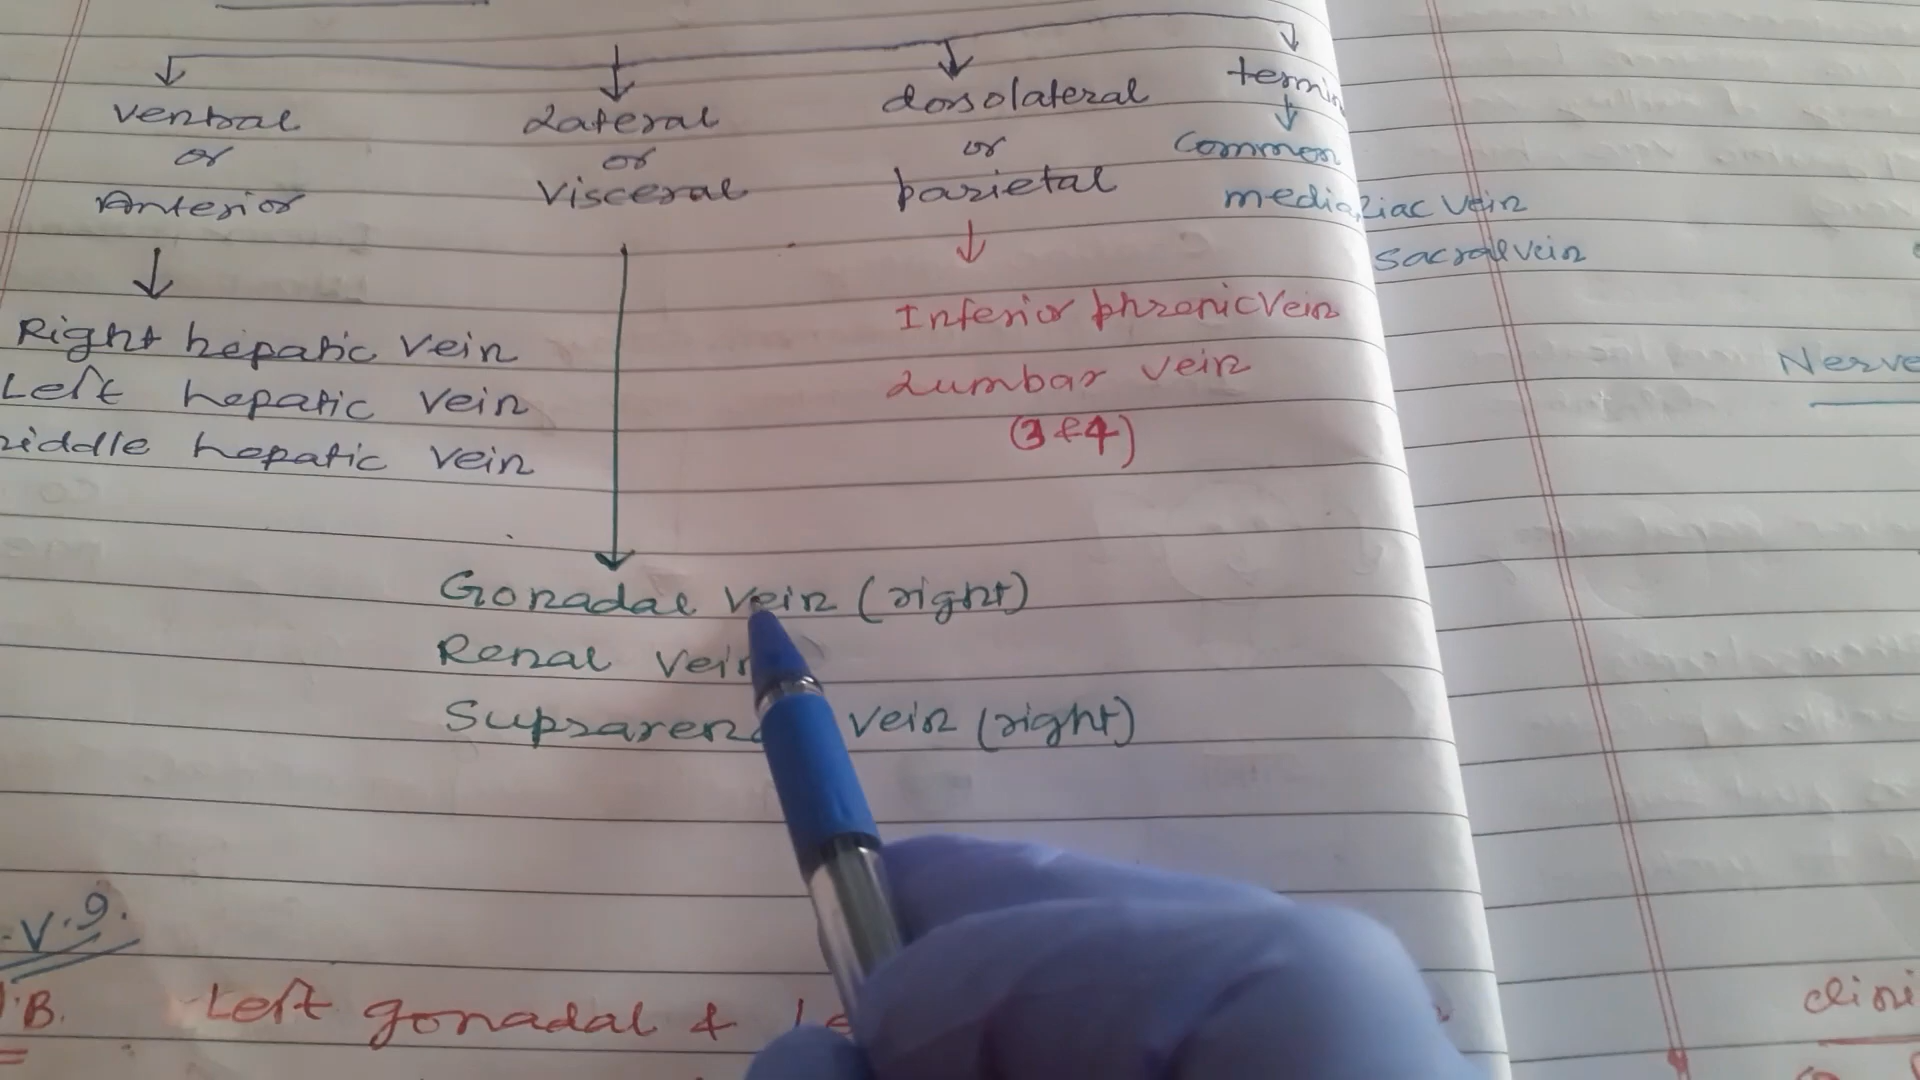 ventral
or
Anterior
Right hepatic vein
Left hepatic vein
middle hepatic vein
Lateral
or
visceral
Gonadal vein (right)
Renal vein
Suprarenal vein (right)
dorsolateral
or
parietal
Inferior phrenic vein
Lumbar vein
(3 & 4)
termin
common iliac vein
median sacral vein
Nerve
V.9.
N.B. Left gonadal &
clini